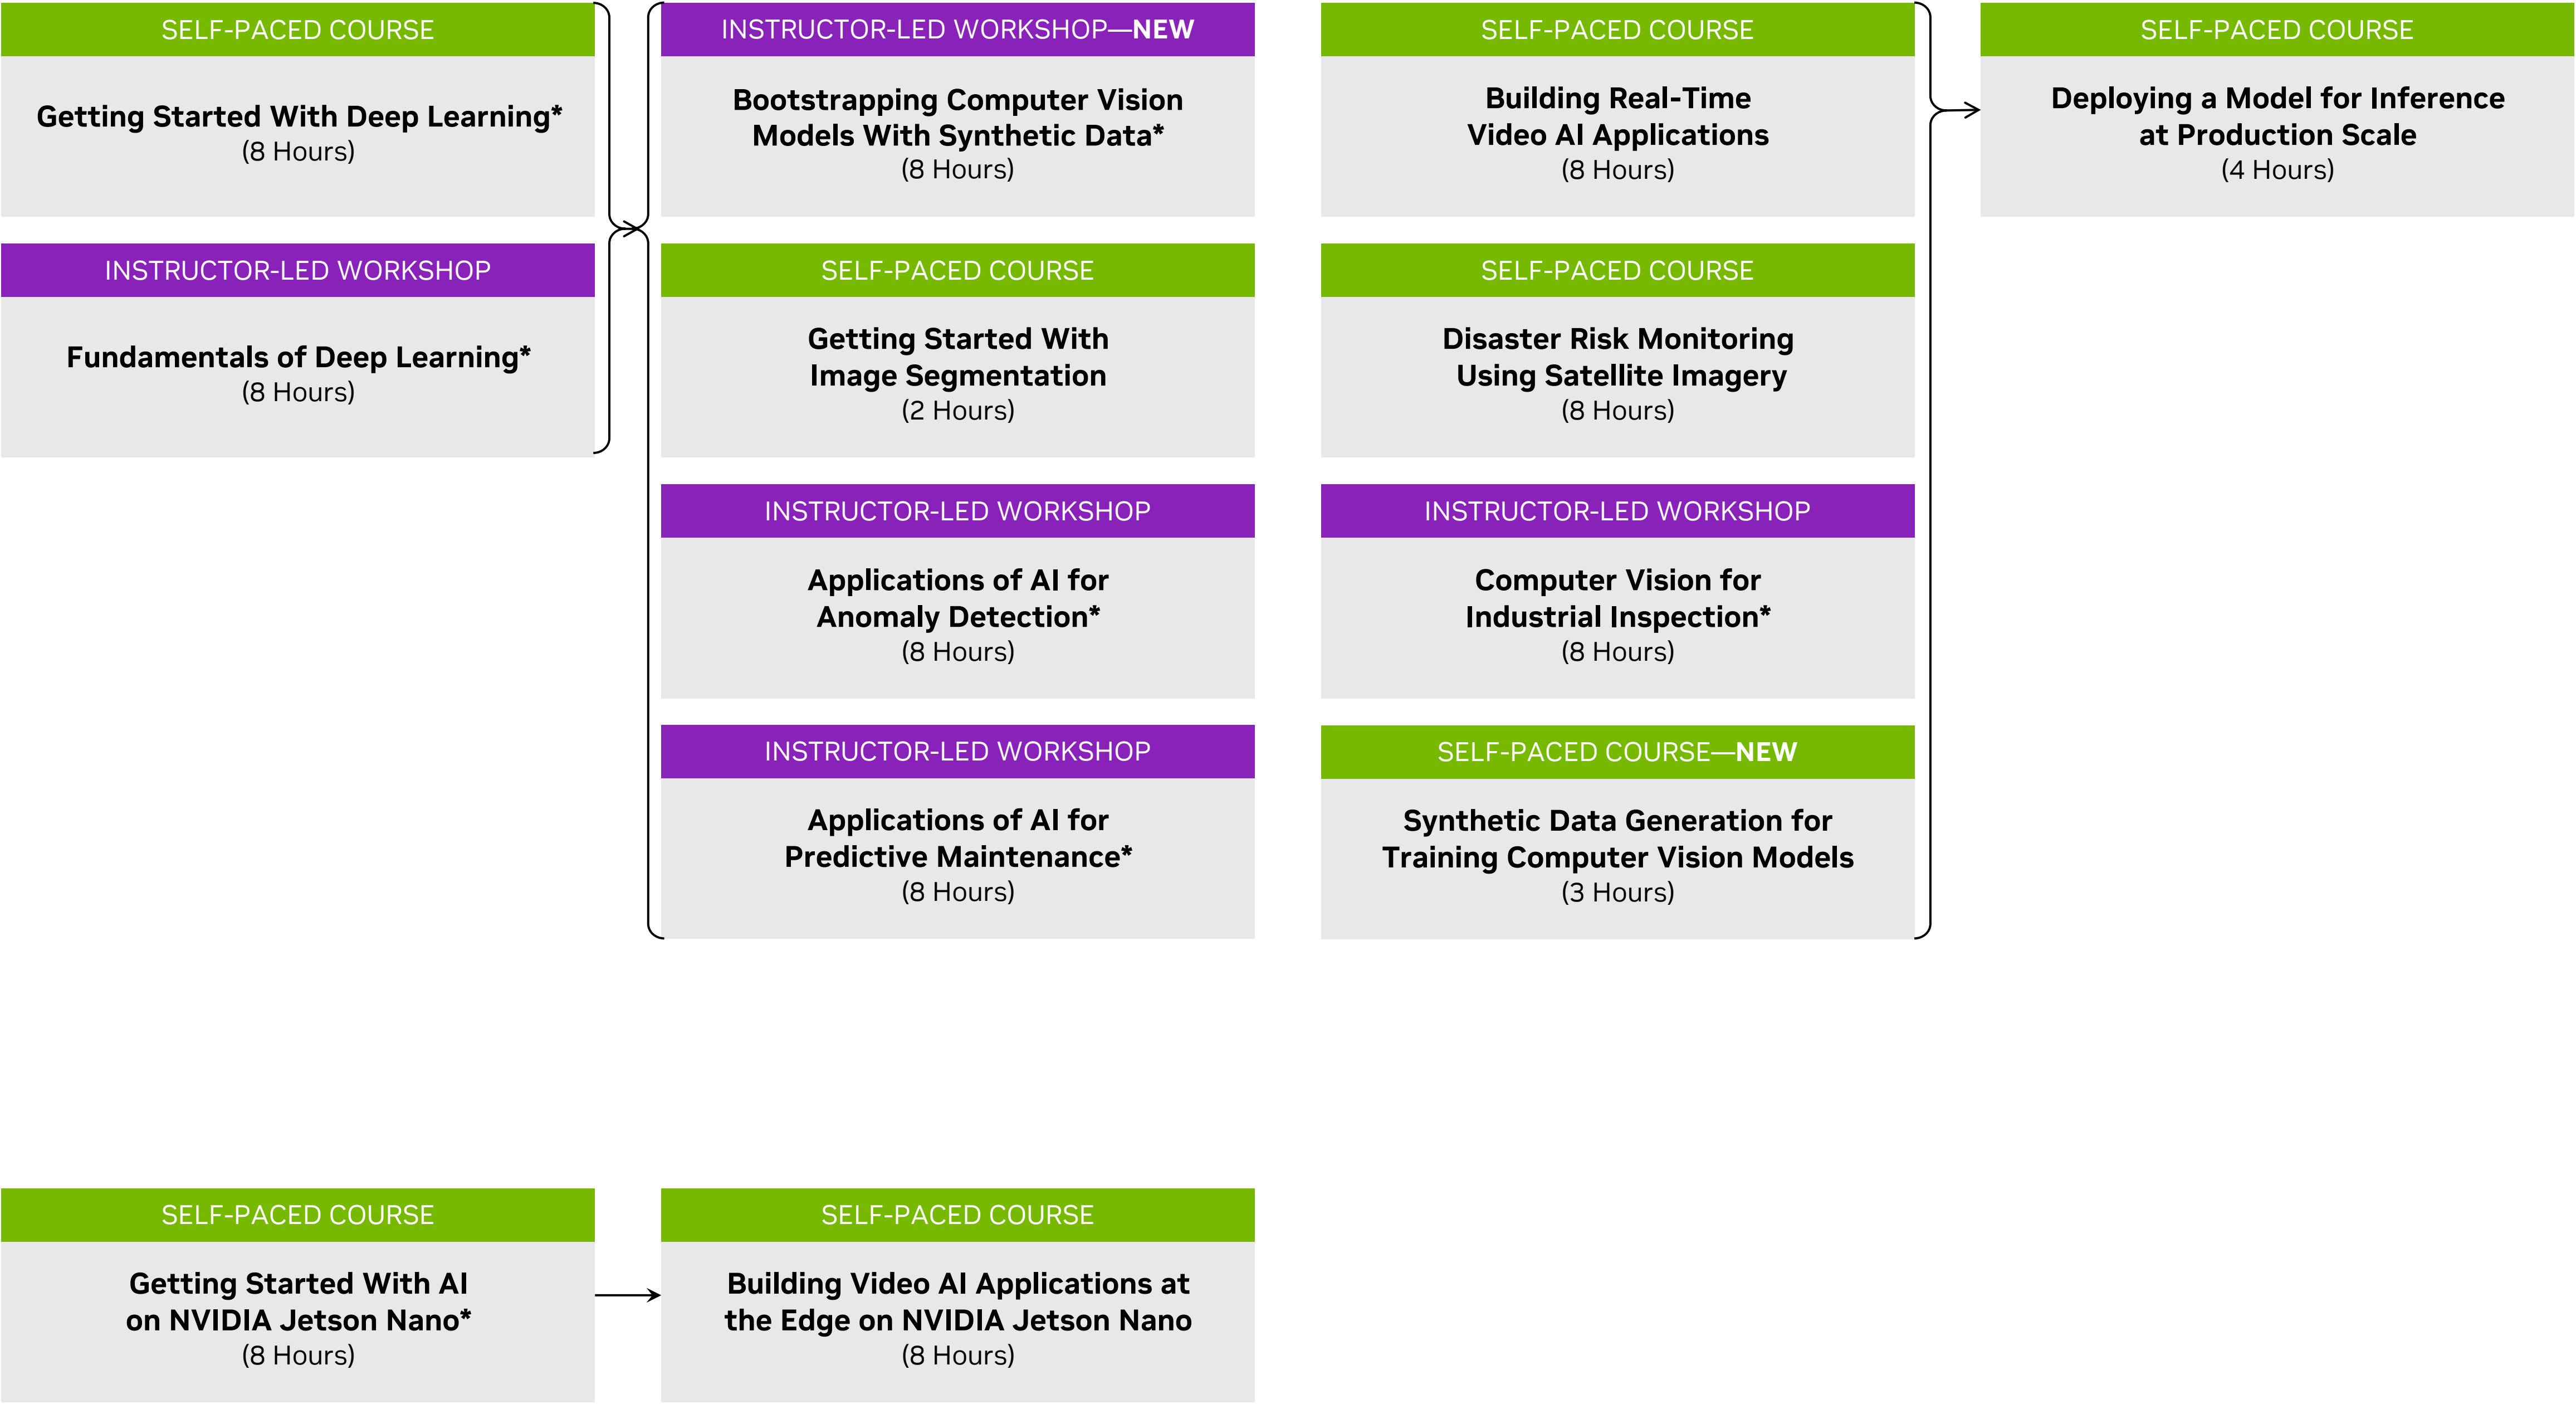 SELF-PACED COURSE
Getting Started With Deep Learning*
(8 Hours)
INSTRUCTOR-LED WORKSHOP
Fundamentals of Deep Learning*
(8 Hours)
INSTRUCTOR-LED WORKSHOP—NEW
Bootstrapping Computer Vision
Models With Synthetic Data*
(8 Hours)
SELF-PACED COURSE
Getting Started With
Image Segmentation
(2 Hours)
INSTRUCTOR-LED WORKSHOP
Applications of AI for
Anomaly Detection*
(8 Hours)
INSTRUCTOR-LED WORKSHOP
Applications of AI for
Predictive Maintenance*
(8 Hours)
SELF-PACED COURSE
Building Real-Time
Video AI Applications
(8 Hours)
SELF-PACED COURSE
Disaster Risk Monitoring
Using Satellite Imagery
(8 Hours)
INSTRUCTOR-LED WORKSHOP
Computer Vision for
Industrial Inspection*
(8 Hours)
SELF-PACED COURSE—NEW
Synthetic Data Generation for
Training Computer Vision Models
(3 Hours)
SELF-PACED COURSE
Deploying a Model for Inference
at Production Scale
(4 Hours)
SELF-PACED COURSE
Getting Started With AI
on NVIDIA Jetson Nano*
(8 Hours)
SELF-PACED COURSE
Building Video AI Applications at
the Edge on NVIDIA Jetson Nano
(8 Hours)